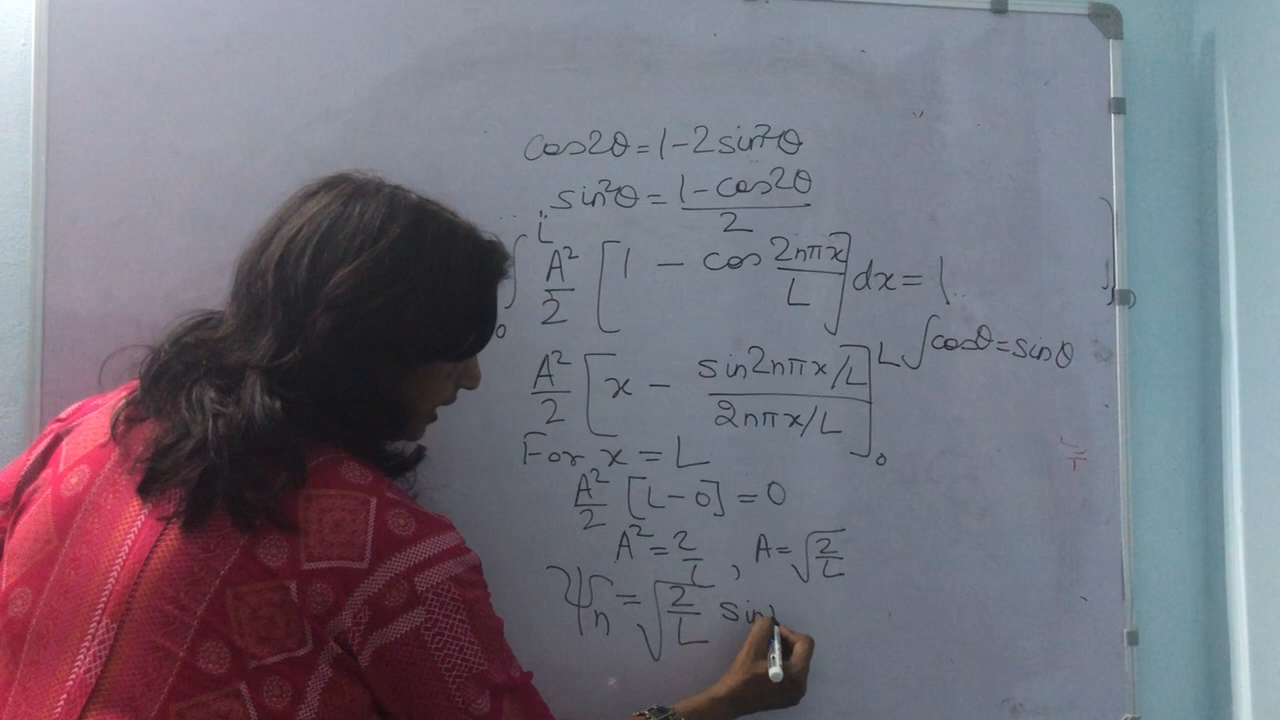 cos2θ = 1 - 2sin²θ
sin²θ = (1 - cos2θ)/2
∫₀ᴸ A²/2 [1 - cos 2nπx/L] dx = 1
A²/2 [x - (sin2nπx/L)/(2nπx/L)]₀ᴸ ∫cosθ = sinθ
For x = L
A²/2 [L - 0] = 0
A² = 2/L , A = √(2/L)
ψₙ = √(2/L) sin